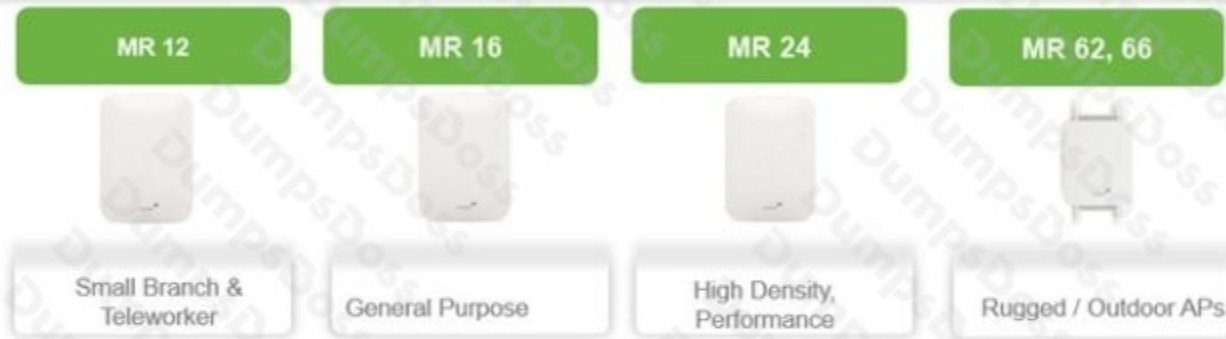 MR 12
MR 16
MR 24
MR 62, 66
Small Branch &
Teleworker
General Purpose
High Density,
Performance
Rugged / Outdoor APs
DumpsDoss